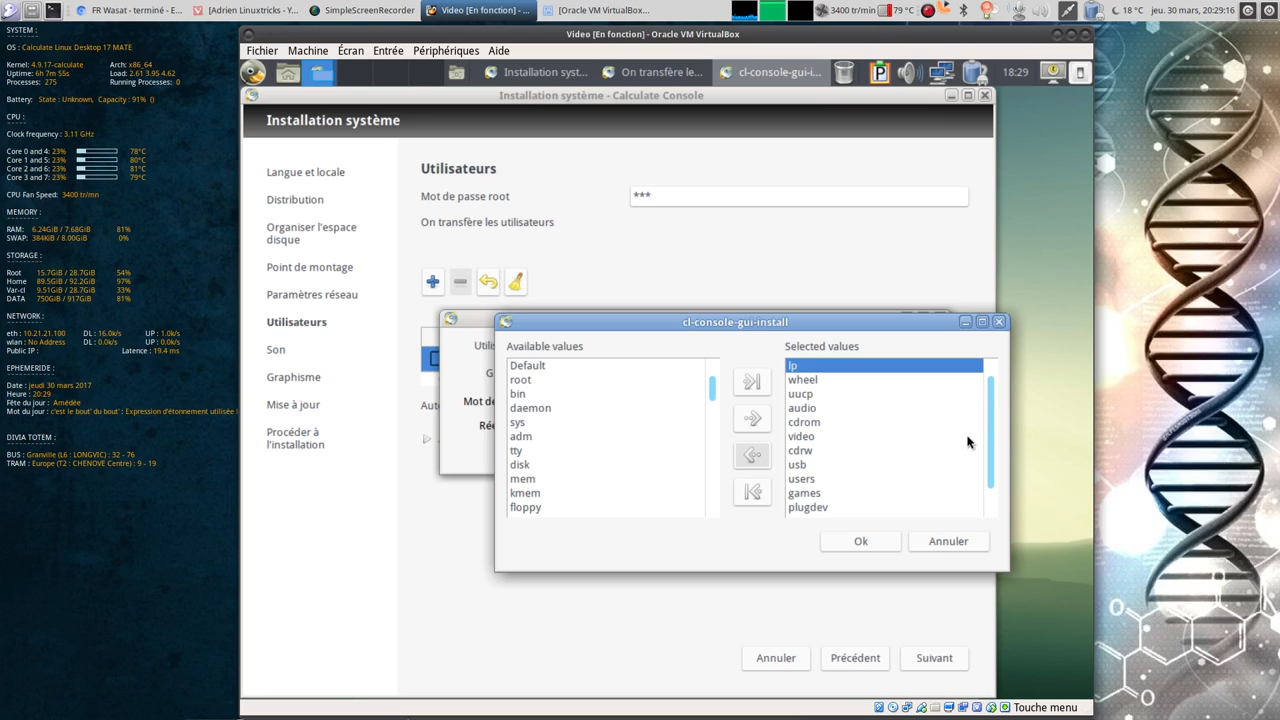 FR Wasat - terminé - E...
[Adrien Linuxtricks - Y...
SimpleScreenRecorder
Video [En fonction] - O...
[Oracle VM VirtualBox...
3400 tr/min
79 °C
18 °C
jeu. 30 mars, 20:29:16
SYSTEM :
OS : Calculate Linux Desktop 17 MATE
Kernel: 4.9.17-calculate Arch: x86_64
Uptime: 6h 7m 55s Load: 2.61 3.95 4.62
Processes: 275 Running Processes: 0
Battery: State : Unknown, Capacity : 91% ()
CPU :
Clock frequency : 3.11 GHz
Core 0 and 4: 23% 78°C
Core 1 and 5: 23% 80°C
Core 2 and 6: 23% 81°C
Core 3 and 7: 23% 79°C
CPU Fan Speed: 3400 tr/mn
MEMORY :
RAM: 6.24GiB / 7.68GiB 81%
SWAP: 384KiB / 8.00GiB 0%
STORAGE :
Root 15.7GiB / 28.7GiB 54%
Home 89.5GiB / 92.2GiB 97%
Var-cl 9.51GiB / 28.7GiB 33%
DATA 750GiB / 917GiB 81%
NETWORK :
eth : 10.21.21.100 DL : 16.0k/s UP : 1.0k/s
wlan : No Address DL : 0.0k/s UP : 0.0k/s
Public IP : Latence : 19.4 ms
EPHEMERIDE :
Date : jeudi 30 mars 2017
Heure : 20:29
Fête du jour : Amédée
Mot du jour : c'est le bout' du bout' : Expression d'étonnement utilisée
DIVIA TOTEM :
BUS : Granville (L6 : LONGVIC) : 32 - 76
TRAM : Europe (T2 : CHENOVE Centre) : 9 - 19
Video [En fonction] - Oracle VM VirtualBox
Fichier Machine Écran Entrée Périphériques Aide
Installation syst...
On transfère le...
cl-console-gui-i...
18:29
Installation système - Calculate Console
Installation système
Langue et locale
Distribution
Organiser l'espace
disque
Point de montage
Paramètres réseau
Utilisateurs
Son
Graphisme
Mise à jour
Procéder à
l'installation
Utilisateurs
Mot de passe root ***
On transfère les utilisateurs
Utilis
G
Mot de
Rée
Auto
cl-console-gui-install
Available values
Default
root
bin
daemon
sys
adm
tty
disk
mem
kmem
floppy
Selected values
lp
wheel
uucp
audio
cdrom
video
cdrw
usb
users
games
plugdev
Ok
Annuler
Annuler
Précédent
Suivant
Touche menu